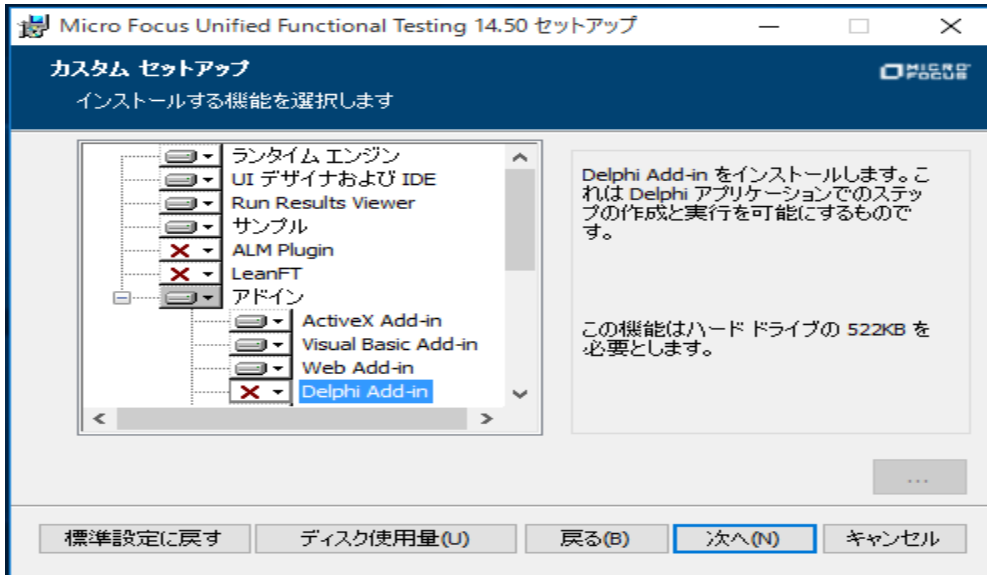 Micro Focus Unified Functional Testing 14.50 セットアップ
カスタム セットアップ
インストールする機能を選択します
MICRO
FOCUS
ランタイム エンジン
UI デザイナおよび IDE
Run Results Viewer
サンプル
ALM Plugin
LeanFT
アドイン
ActiveX Add-in
Visual Basic Add-in
Web Add-in
Delphi Add-in
Delphi Add-in をインストールします。こ
れは Delphi アプリケーションでのステッ
プの作成と実行を可能にするもので
す。
この機能はハード ドライブの 522KB を
必要とします。
...
標準設定に戻す
ディスク使用量(U)
戻る(B)
次へ(N)
キャンセル